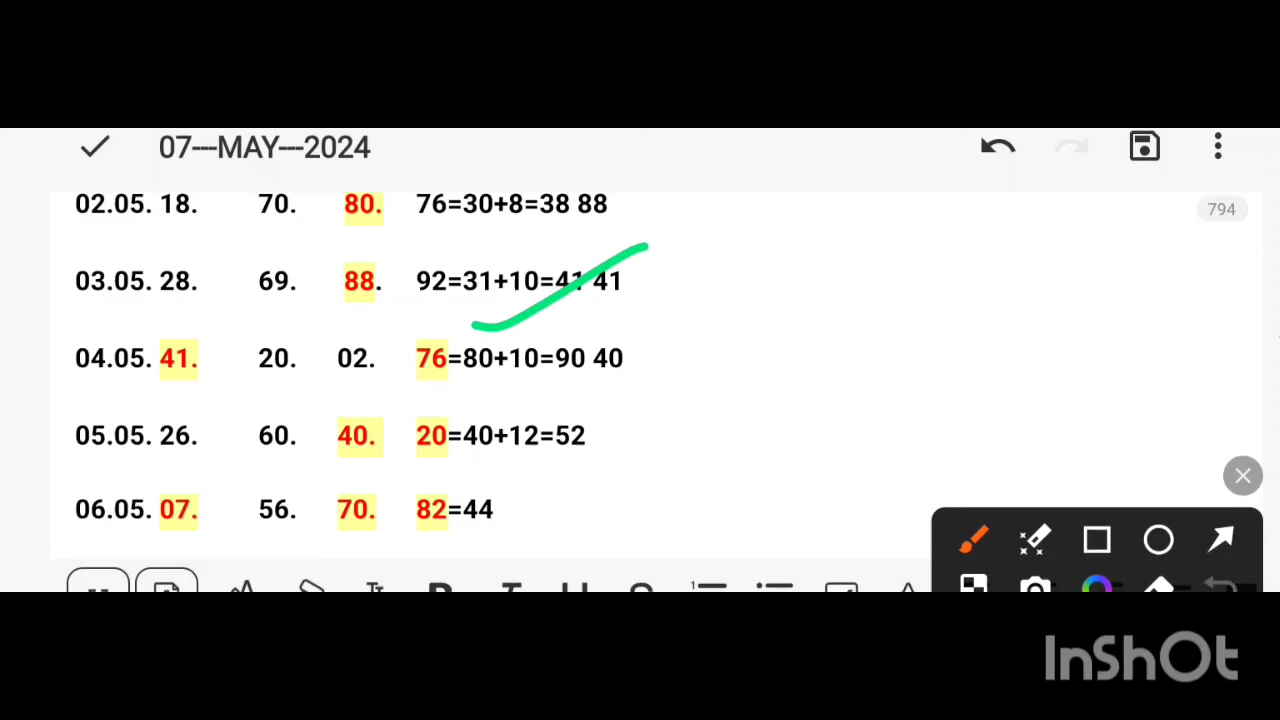 07---MAY---2024
02.05. 18. 70. 80. 76=30+8=38 88
794
03.05. 28. 69. 88. 92=31+10=41 41
04.05. 41. 20. 02. 76=80+10=90 40
05.05. 26. 60. 40. 20=40+12=52
06.05. 07. 56. 70. 82=44
InShOt